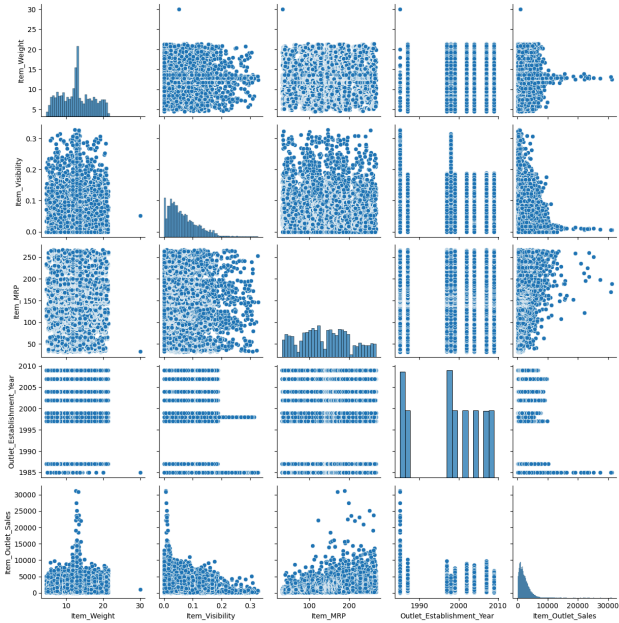 Item_Weight
30
25
20
15
10
5
Item_Visibility
0.3
0.2
0.1
0.0
Item_MRP
250
200
150
100
50
Outlet_Establishment_Year
2010
2005
2000
1995
1990
1985
Item_Outlet_Sales
30000
25000
20000
15000
10000
5000
0
10 20 30
Item_Weight
0.0 0.1 0.2 0.3
Item_Visibility
100 200
Item_MRP
1990 2000 2010
Outlet_Establishment_Year
0 10000 20000 30000
Item_Outlet_Sales